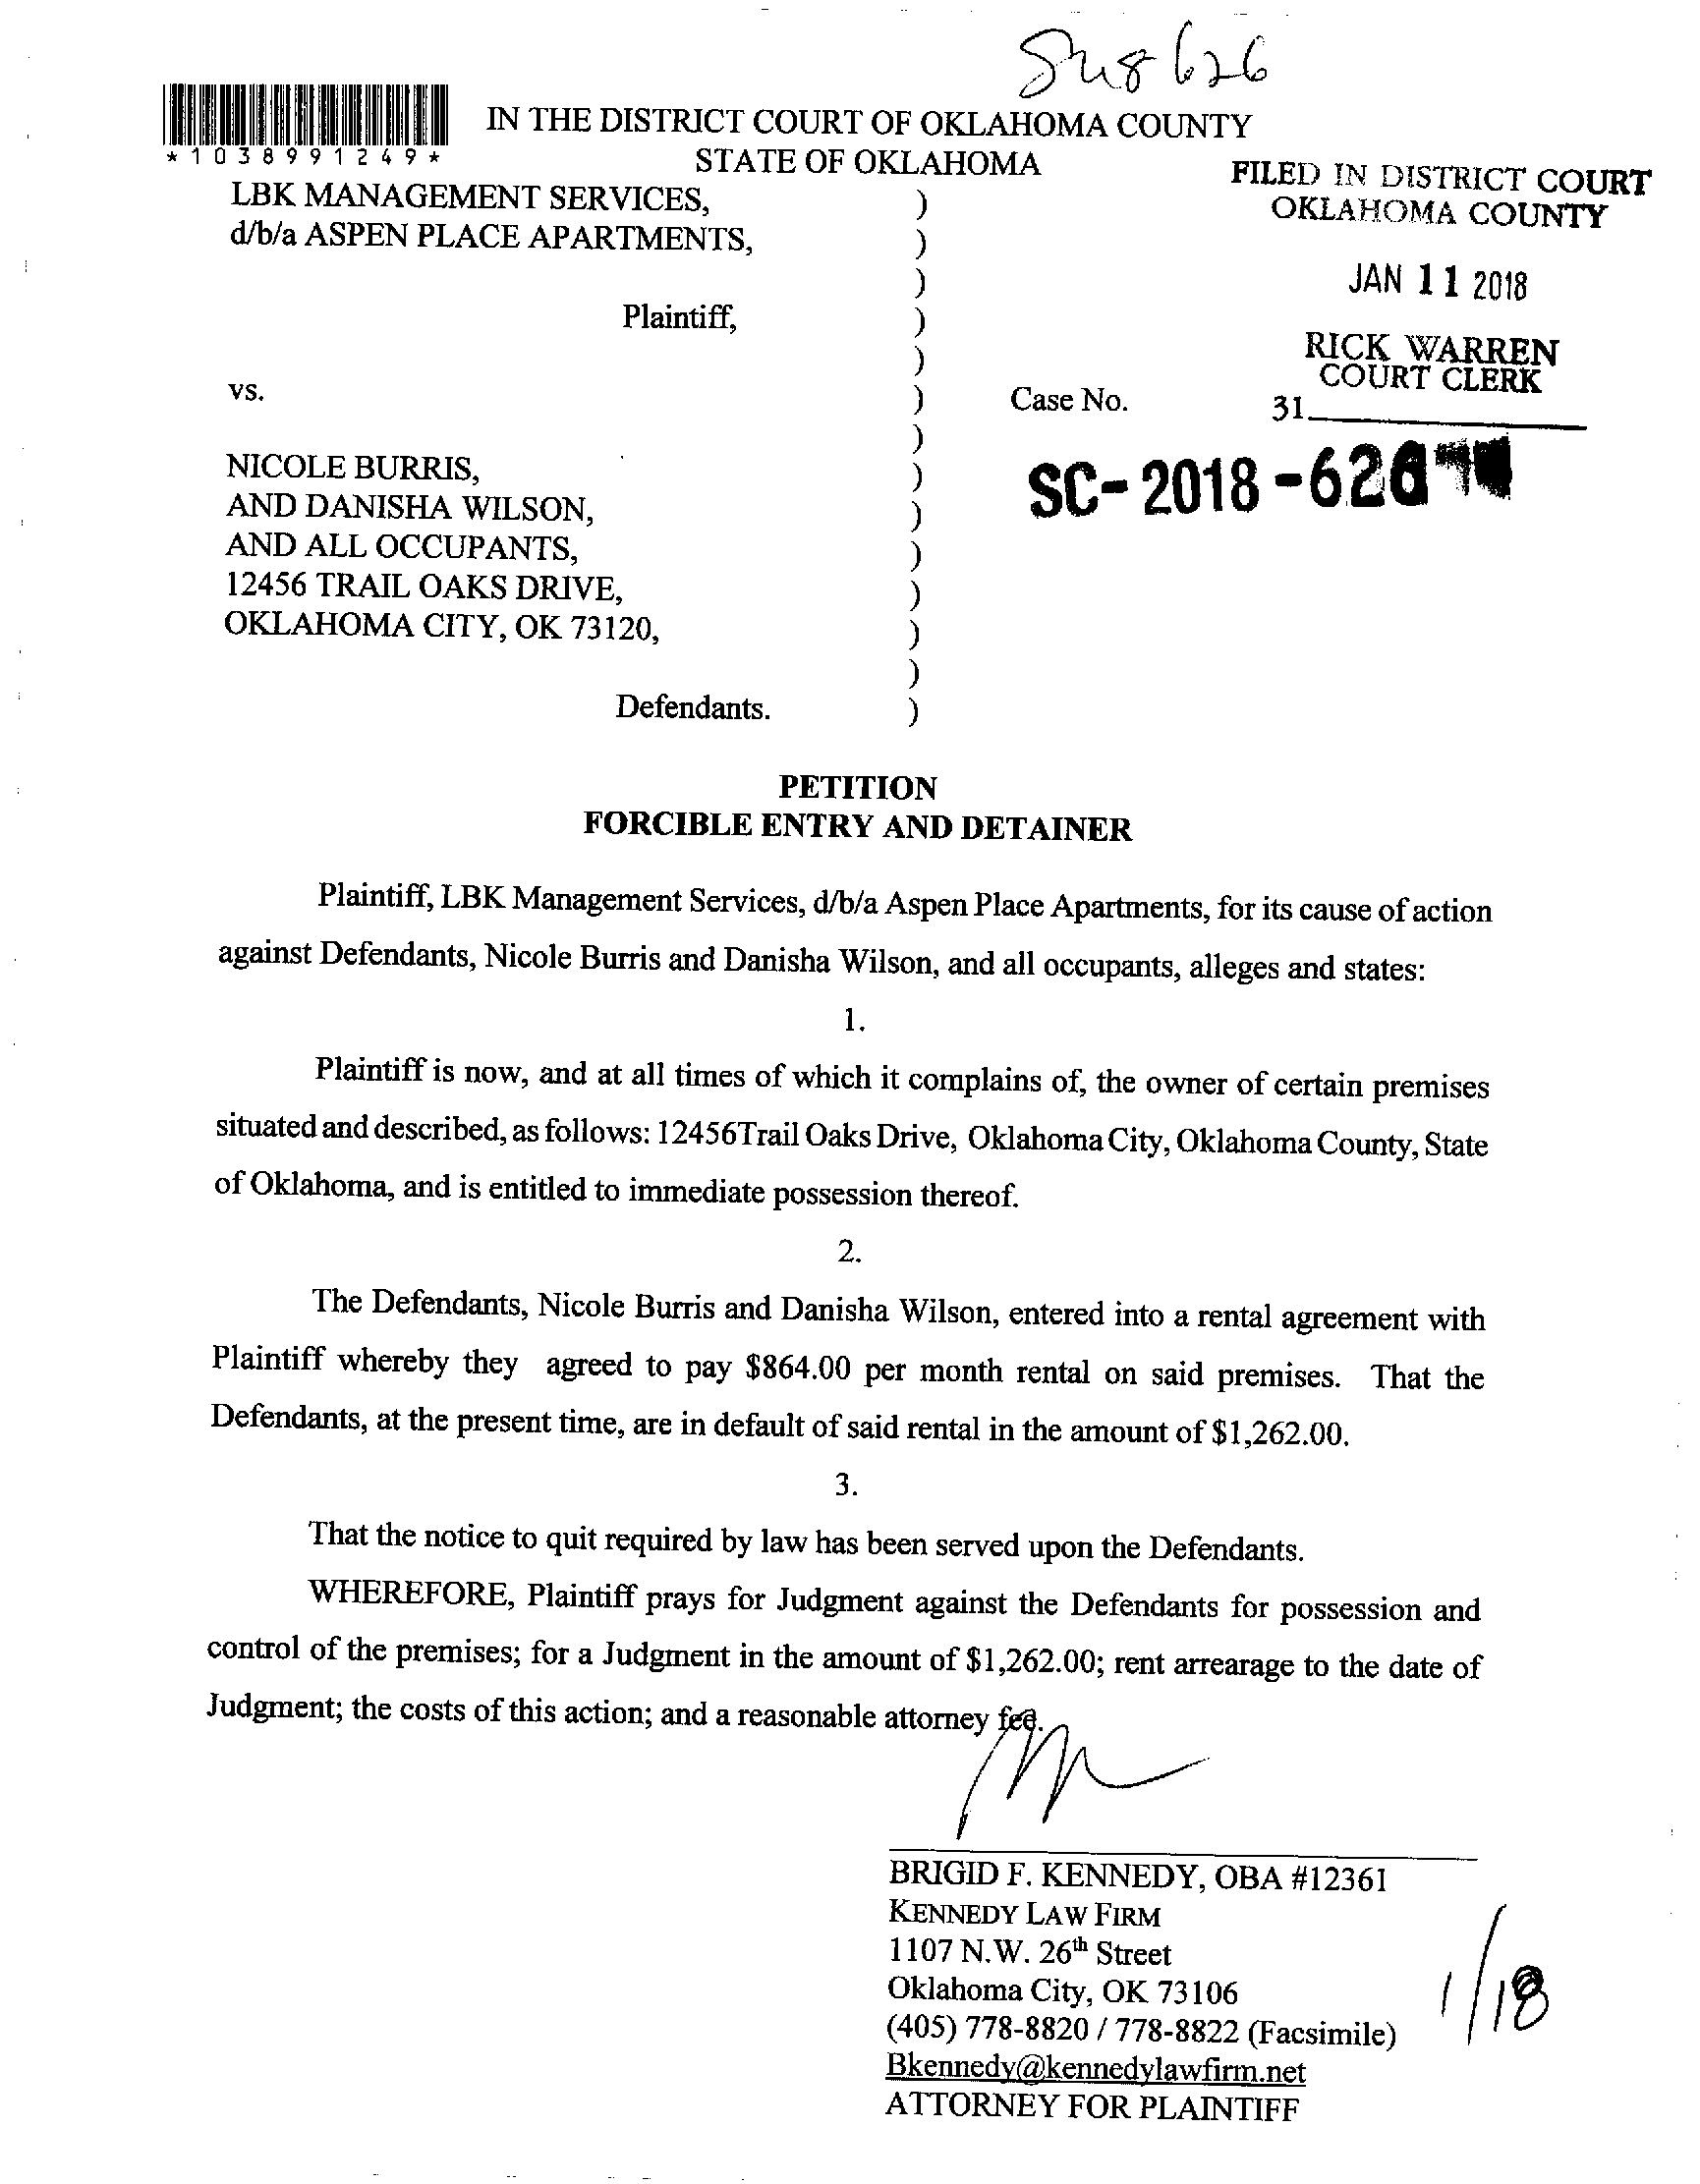 *1038991249*
IN THE DISTRICT COURT OF OKLAHOMA COUNTY
STATE OF OKLAHOMA
FILED IN DISTRICT COURT
OKLAHOMA COUNTY
JAN 11 2018
RICK WARREN
COURT CLERK
31
LBK MANAGEMENT SERVICES, )
d/b/a ASPEN PLACE APARTMENTS, )
)
Plaintiff, )
)
vs. ) Case No.
)
NICOLE BURRIS, ) SC-2018-626
AND DANISHA WILSON, )
AND ALL OCCUPANTS, )
12456 TRAIL OAKS DRIVE, )
OKLAHOMA CITY, OK 73120, )
)
Defendants. )
PETITION
FORCIBLE ENTRY AND DETAINER
Plaintiff, LBK Management Services, d/b/a Aspen Place Apartments, for its cause of action
against Defendants, Nicole Burris and Danisha Wilson, and all occupants, alleges and states:
1.
Plaintiff is now, and at all times of which it complains of, the owner of certain premises
situated and described, as follows: 12456Trail Oaks Drive, Oklahoma City, Oklahoma County, State
of Oklahoma, and is entitled to immediate possession thereof.
2.
The Defendants, Nicole Burris and Danisha Wilson, entered into a rental agreement with
Plaintiff whereby they agreed to pay $864.00 per month rental on said premises. That the
Defendants, at the present time, are in default of said rental in the amount of $1,262.00.
3.
That the notice to quit required by law has been served upon the Defendants.
WHEREFORE, Plaintiff prays for Judgment against the Defendants for possession and
control of the premises; for a Judgment in the amount of $1,262.00; rent arrearage to the date of
Judgment; the costs of this action; and a reasonable attorney fee.
BRIGID F. KENNEDY, OBA #12361
KENNEDY LAW FIRM
1107 N.W. 26th Street
Oklahoma City, OK 73106
(405) 778-8820 / 778-8822 (Facsimile)
Bkennedy@kennedylawfirm.net
ATTORNEY FOR PLAINTIFF
1/18